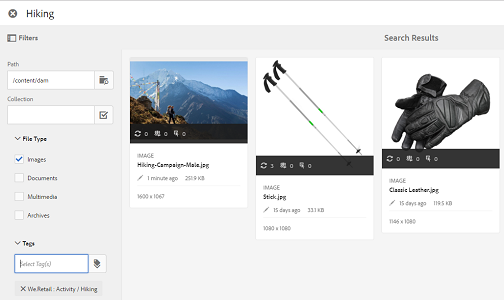 Hiking
Filters
Search Results
Path
/content/dam
Collection
File Type
Images
Documents
Multimedia
Archives
Tags
Select Tag(s)
We.Retail : Activity / Hiking
0 0 0
IMAGE
Hiking-Campaign-Male.jpg
1 minute ago 251.9 KB
1600 x 1067
3 0 0
IMAGE
Stick.jpg
15 days ago 33.1 KB
1080 x 1080
0 0 0
IMAGE
Classic Leather.jpg
15 days ago 119.5 KB
1146 x 1080